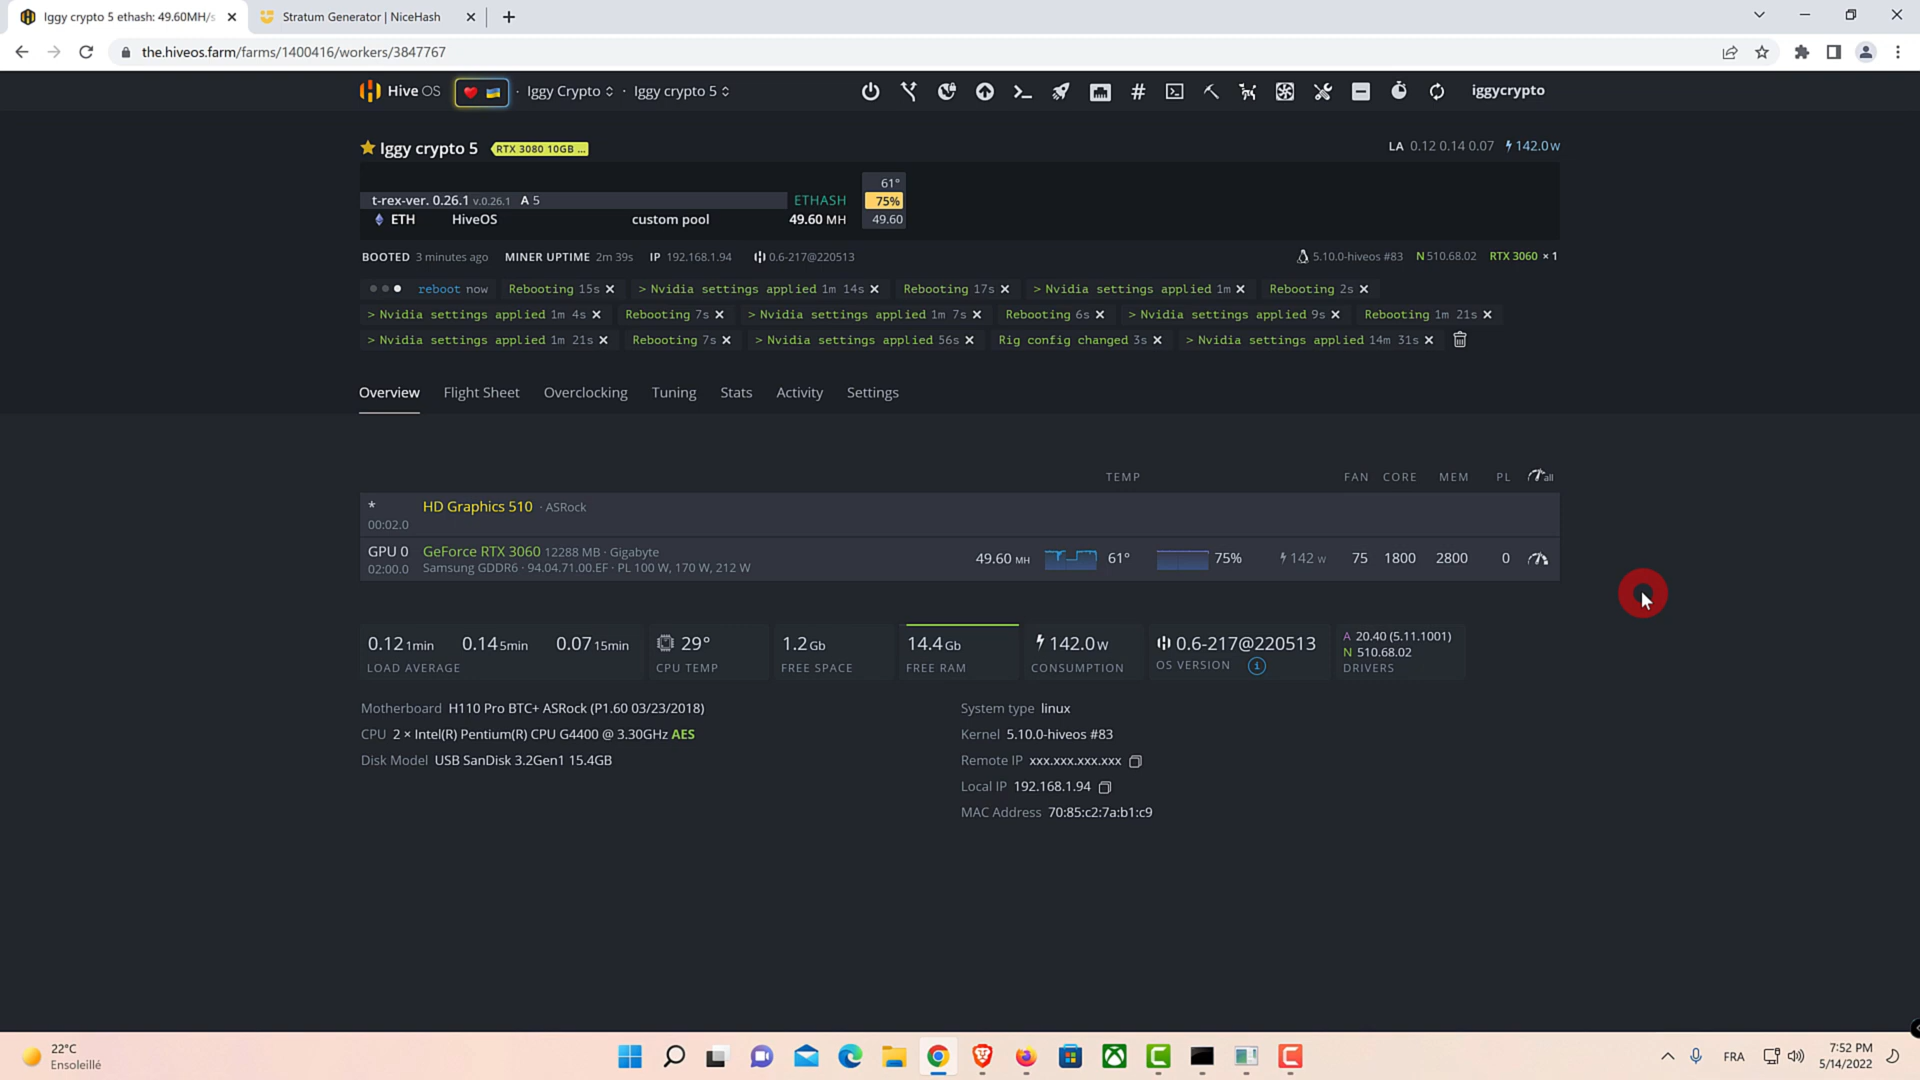 Iggy crypto 5 ethash: 49.60MH/s
Stratum Generator | NiceHash
the.hiveos.farm/farms/1400416/workers/3847767
Hive OS · Iggy Crypto · Iggy crypto 5
iggycrypto
Iggy crypto 5 RTX 3080 10GB ...
LA 0.12 0.14 0.07 142.0 W
61°
t-rex-ver. 0.26.1 v.0.26.1 A 5 ETHASH 75%
ETH HiveOS custom pool 49.60 MH 49.60
BOOTED 3 minutes ago MINER UPTIME 2m 39s IP 192.168.1.94 0.6-217@220513 5.10.0-hiveos #83 N 510.68.02 RTX 3060 × 1
reboot now Rebooting 15s > Nvidia settings applied 1m 14s Rebooting 17s > Nvidia settings applied 1m Rebooting 2s
> Nvidia settings applied 1m 4s Rebooting 7s > Nvidia settings applied 1m 7s Rebooting 6s > Nvidia settings applied 9s Rebooting 1m 21s
> Nvidia settings applied 1m 21s Rebooting 7s > Nvidia settings applied 56s Rig config changed 3s > Nvidia settings applied 14m 31s
Overview Flight Sheet Overclocking Tuning Stats Activity Settings
TEMP FAN CORE MEM PL all
* HD Graphics 510 · ASRock
00:02.0
GPU 0 GeForce RTX 3060 12288 MB · Gigabyte 49.60 MH 61° 75% 142 W 75 1800 2800 0
02:00.0 Samsung GDDR6 · 94.04.71.00.EF · PL 100 W, 170 W, 212 W
0.12 1min 0.14 5min 0.07 15min 29° 1.2 Gb 14.4 Gb 142.0 W 0.6-217@220513 A 20.40 (5.11.1001)
N 510.68.02
LOAD AVERAGE CPU TEMP FREE SPACE FREE RAM CONSUMPTION OS VERSION DRIVERS
Motherboard H110 Pro BTC+ ASRock (P1.60 03/23/2018)
CPU 2 × Intel(R) Pentium(R) CPU G4400 @ 3.30GHz AES
Disk Model USB SanDisk 3.2Gen1 15.4GB
System type linux
Kernel 5.10.0-hiveos #83
Remote IP xxx.xxx.xxx.xxx
Local IP 192.168.1.94
MAC Address 70:85:c2:7a:b1:c9
22°C
Ensoleillé
FRA
7:52 PM
5/14/2022